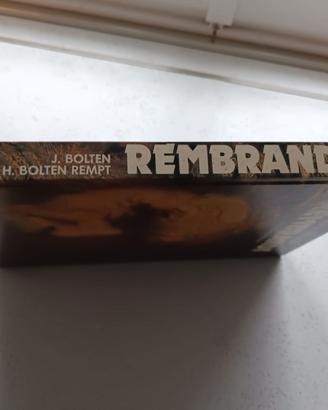 J. BOLTEN
H. BOLTEN REMPT
REMBRAND